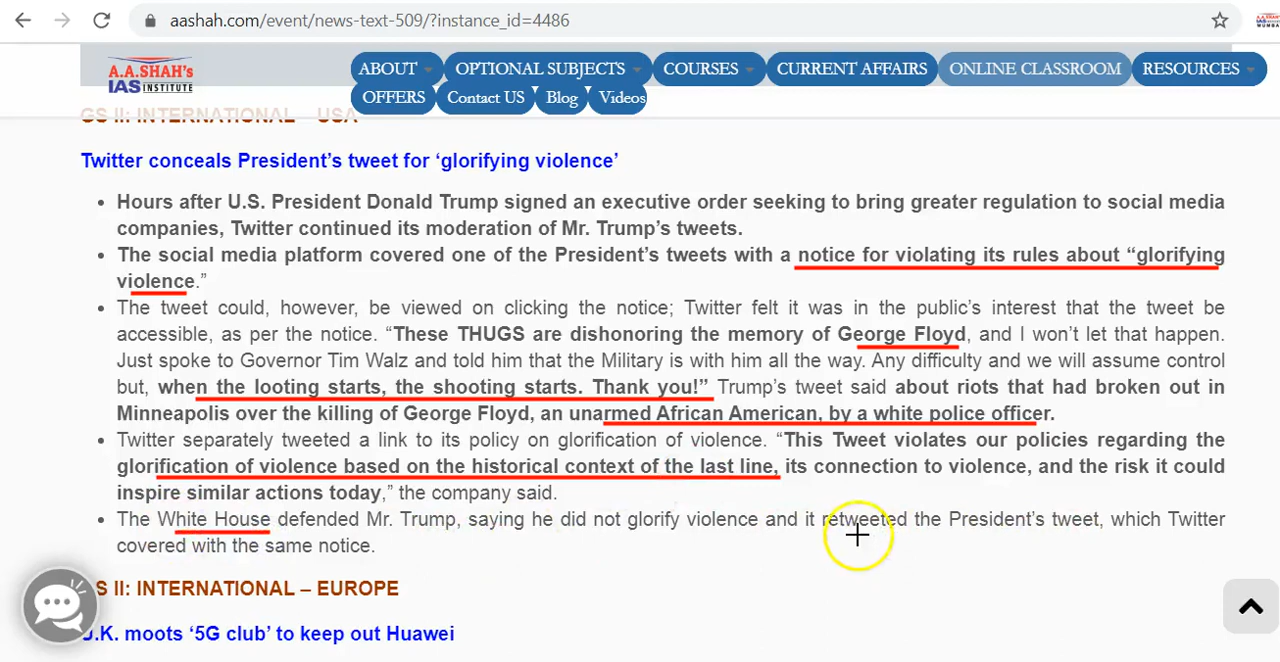 aashah.com/event/news-text-509/?instance_id=4486
A.A.SHAH's
IAS INSTITUTE
ABOUT OPTIONAL SUBJECTS COURSES CURRENT AFFAIRS ONLINE CLASSROOM RESOURCES
OFFERS Contact US Blog Videos
GS II: INTERNATIONAL – USA
Twitter conceals President's tweet for 'glorifying violence'
• Hours after U.S. President Donald Trump signed an executive order seeking to bring greater regulation to social media
companies, Twitter continued its moderation of Mr. Trump's tweets.
• The social media platform covered one of the President's tweets with a notice for violating its rules about "glorifying
violence."
• The tweet could, however, be viewed on clicking the notice; Twitter felt it was in the public's interest that the tweet be
accessible, as per the notice. "These THUGS are dishonoring the memory of George Floyd, and I won't let that happen.
Just spoke to Governor Tim Walz and told him that the Military is with him all the way. Any difficulty and we will assume control
but, when the looting starts, the shooting starts. Thank you!" Trump's tweet said about riots that had broken out in
Minneapolis over the killing of George Floyd, an unarmed African American, by a white police officer.
• Twitter separately tweeted a link to its policy on glorification of violence. "This Tweet violates our policies regarding the
glorification of violence based on the historical context of the last line, its connection to violence, and the risk it could
inspire similar actions today," the company said.
• The White House defended Mr. Trump, saying he did not glorify violence and it retweeted the President's tweet, which Twitter
covered with the same notice.
S II: INTERNATIONAL – EUROPE
U.K. moots '5G club' to keep out Huawei